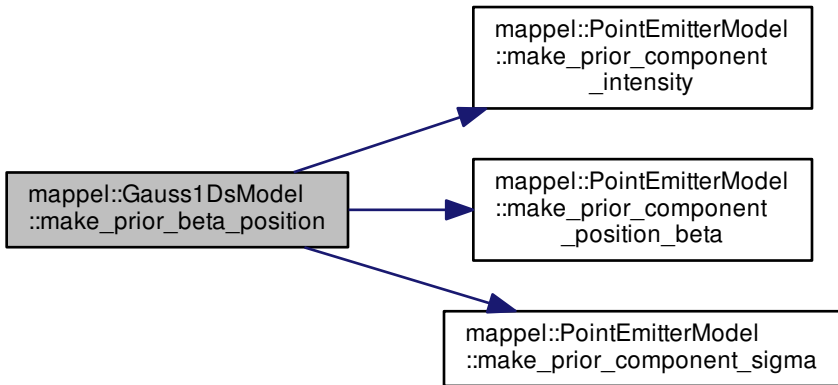 mappel::PointEmitterModel
::make_prior_component
_intensity
mappel::Gauss1DsModel
::make_prior_beta_position
mappel::PointEmitterModel
::make_prior_component
_position_beta
mappel::PointEmitterModel
::make_prior_component_sigma